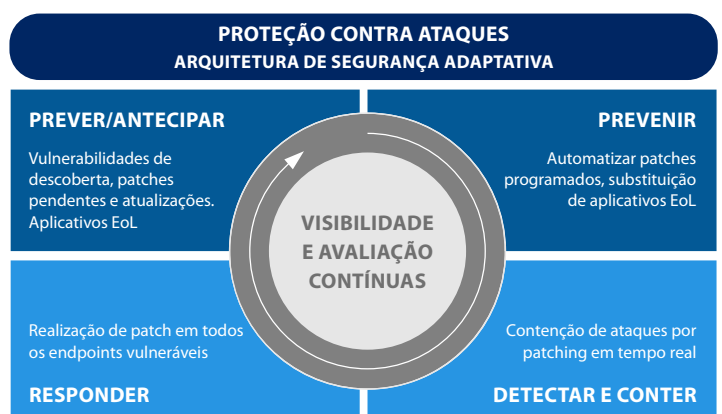 PROTEÇÃO CONTRA ATAQUES
ARQUITETURA DE SEGURANÇA ADAPTATIVA
PREVER/ANTECIPAR
Vulnerabilidades de
descoberta, patches
pendentes e atualizações.
Aplicativos EoL
PREVENIR
Automatizar patches
programados, substituição
de aplicativos EoL
VISIBILIDADE
E AVALIAÇÃO
CONTÍNUAS
Realização de patch em todos
os endpoints vulneráveis
RESPONDER
Contenção de ataques por
patching em tempo real
DETECTAR E CONTER